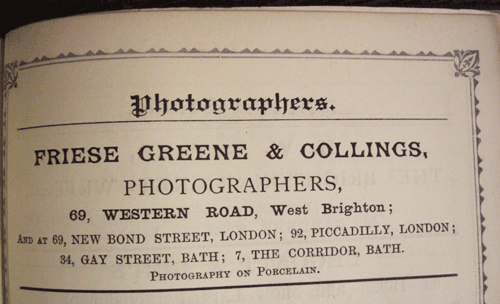 Photographers.
FRIESE GREENE & COLLINGS,
PHOTOGRAPHERS,
69, WESTERN ROAD, West Brighton;
AND AT 69, NEW BOND STREET, LONDON; 92, PICCADILLY, LONDON;
34, GAY STREET, BATH; 7, THE CORRIDOR, BATH.
PHOTOGRAPHY ON PORCELAIN.